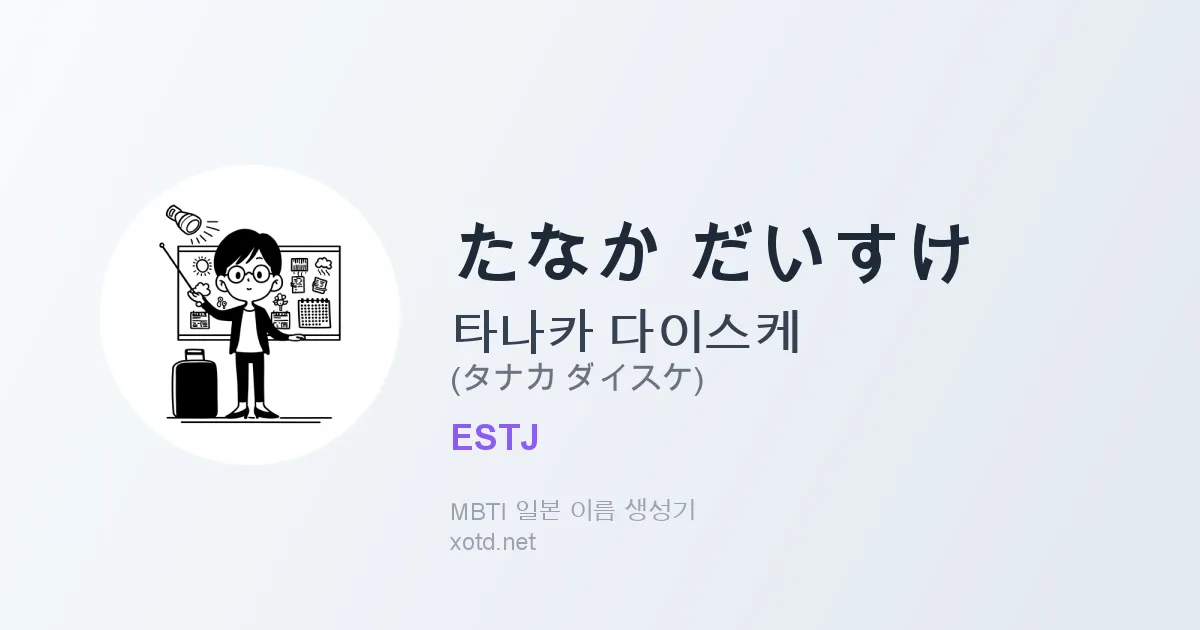 たなか だいすけ
타나카 다이스케
(タナカ ダイスケ)
ESTJ
MBTI 일본 이름 생성기
xotd.net